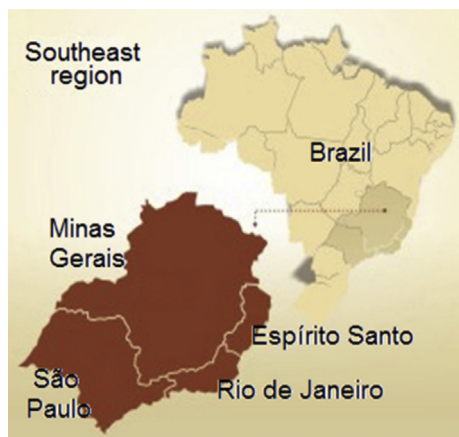 Southeast
region
Brazil
Minas
Gerais
Espírito Santo
São
Paulo
Rio de Janeiro